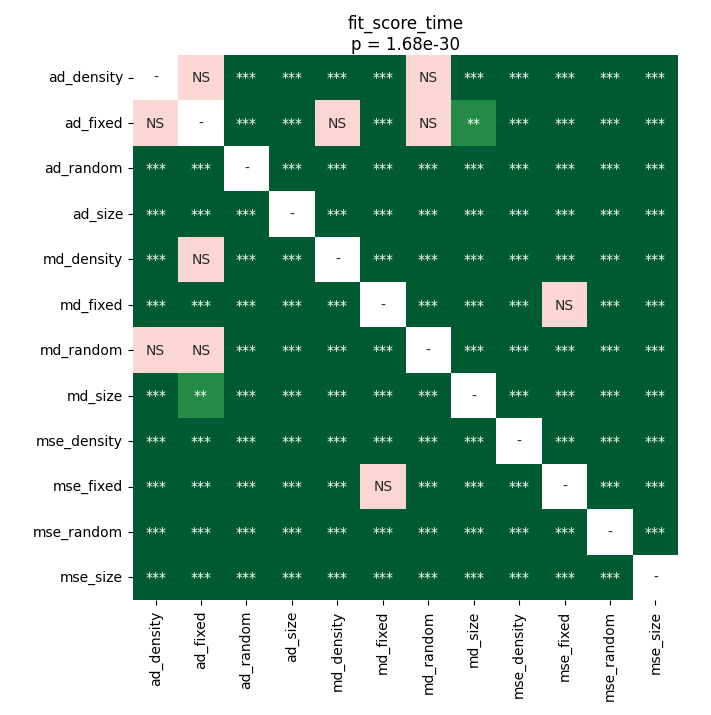 fit_score_time
p = 1.68e-30
ad_density - NS *** *** *** *** NS *** *** *** *** ***
ad_fixed NS - *** *** NS *** NS ** *** *** *** ***
ad_random *** *** - *** *** *** *** *** *** *** *** ***
ad_size *** *** *** - *** *** *** *** *** *** *** ***
md_density *** NS *** *** - *** *** *** *** *** *** ***
md_fixed *** *** *** *** *** - *** *** *** NS *** ***
md_random NS NS *** *** *** *** - *** *** *** *** ***
md_size *** ** *** *** *** *** *** - *** *** *** ***
mse_density *** *** *** *** *** *** *** *** - *** *** ***
mse_fixed *** *** *** *** *** NS *** *** *** - *** ***
mse_random *** *** *** *** *** *** *** *** *** *** - ***
mse_size *** *** *** *** *** *** *** *** *** *** *** -
ad_density ad_fixed ad_random ad_size md_density md_fixed md_random md_size mse_density mse_fixed mse_random mse_size